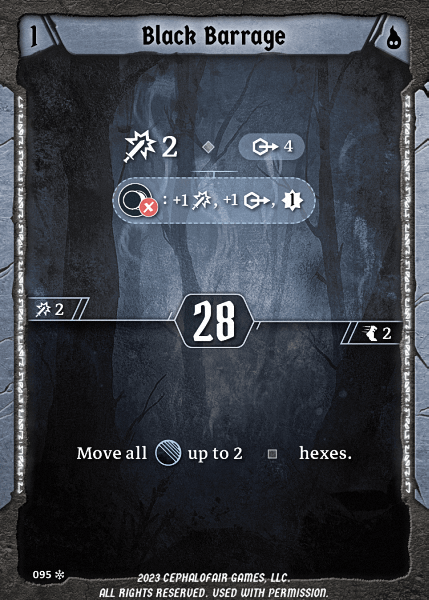 1 Black Barrage
2 4
: +1 , +1 , 1
2
28
2
Move all up to 2 hexes.
095
2023 CEPHALOFAIR GAMES, LLC.
ALL RIGHTS RESERVED. USED WITH PERMISSION.